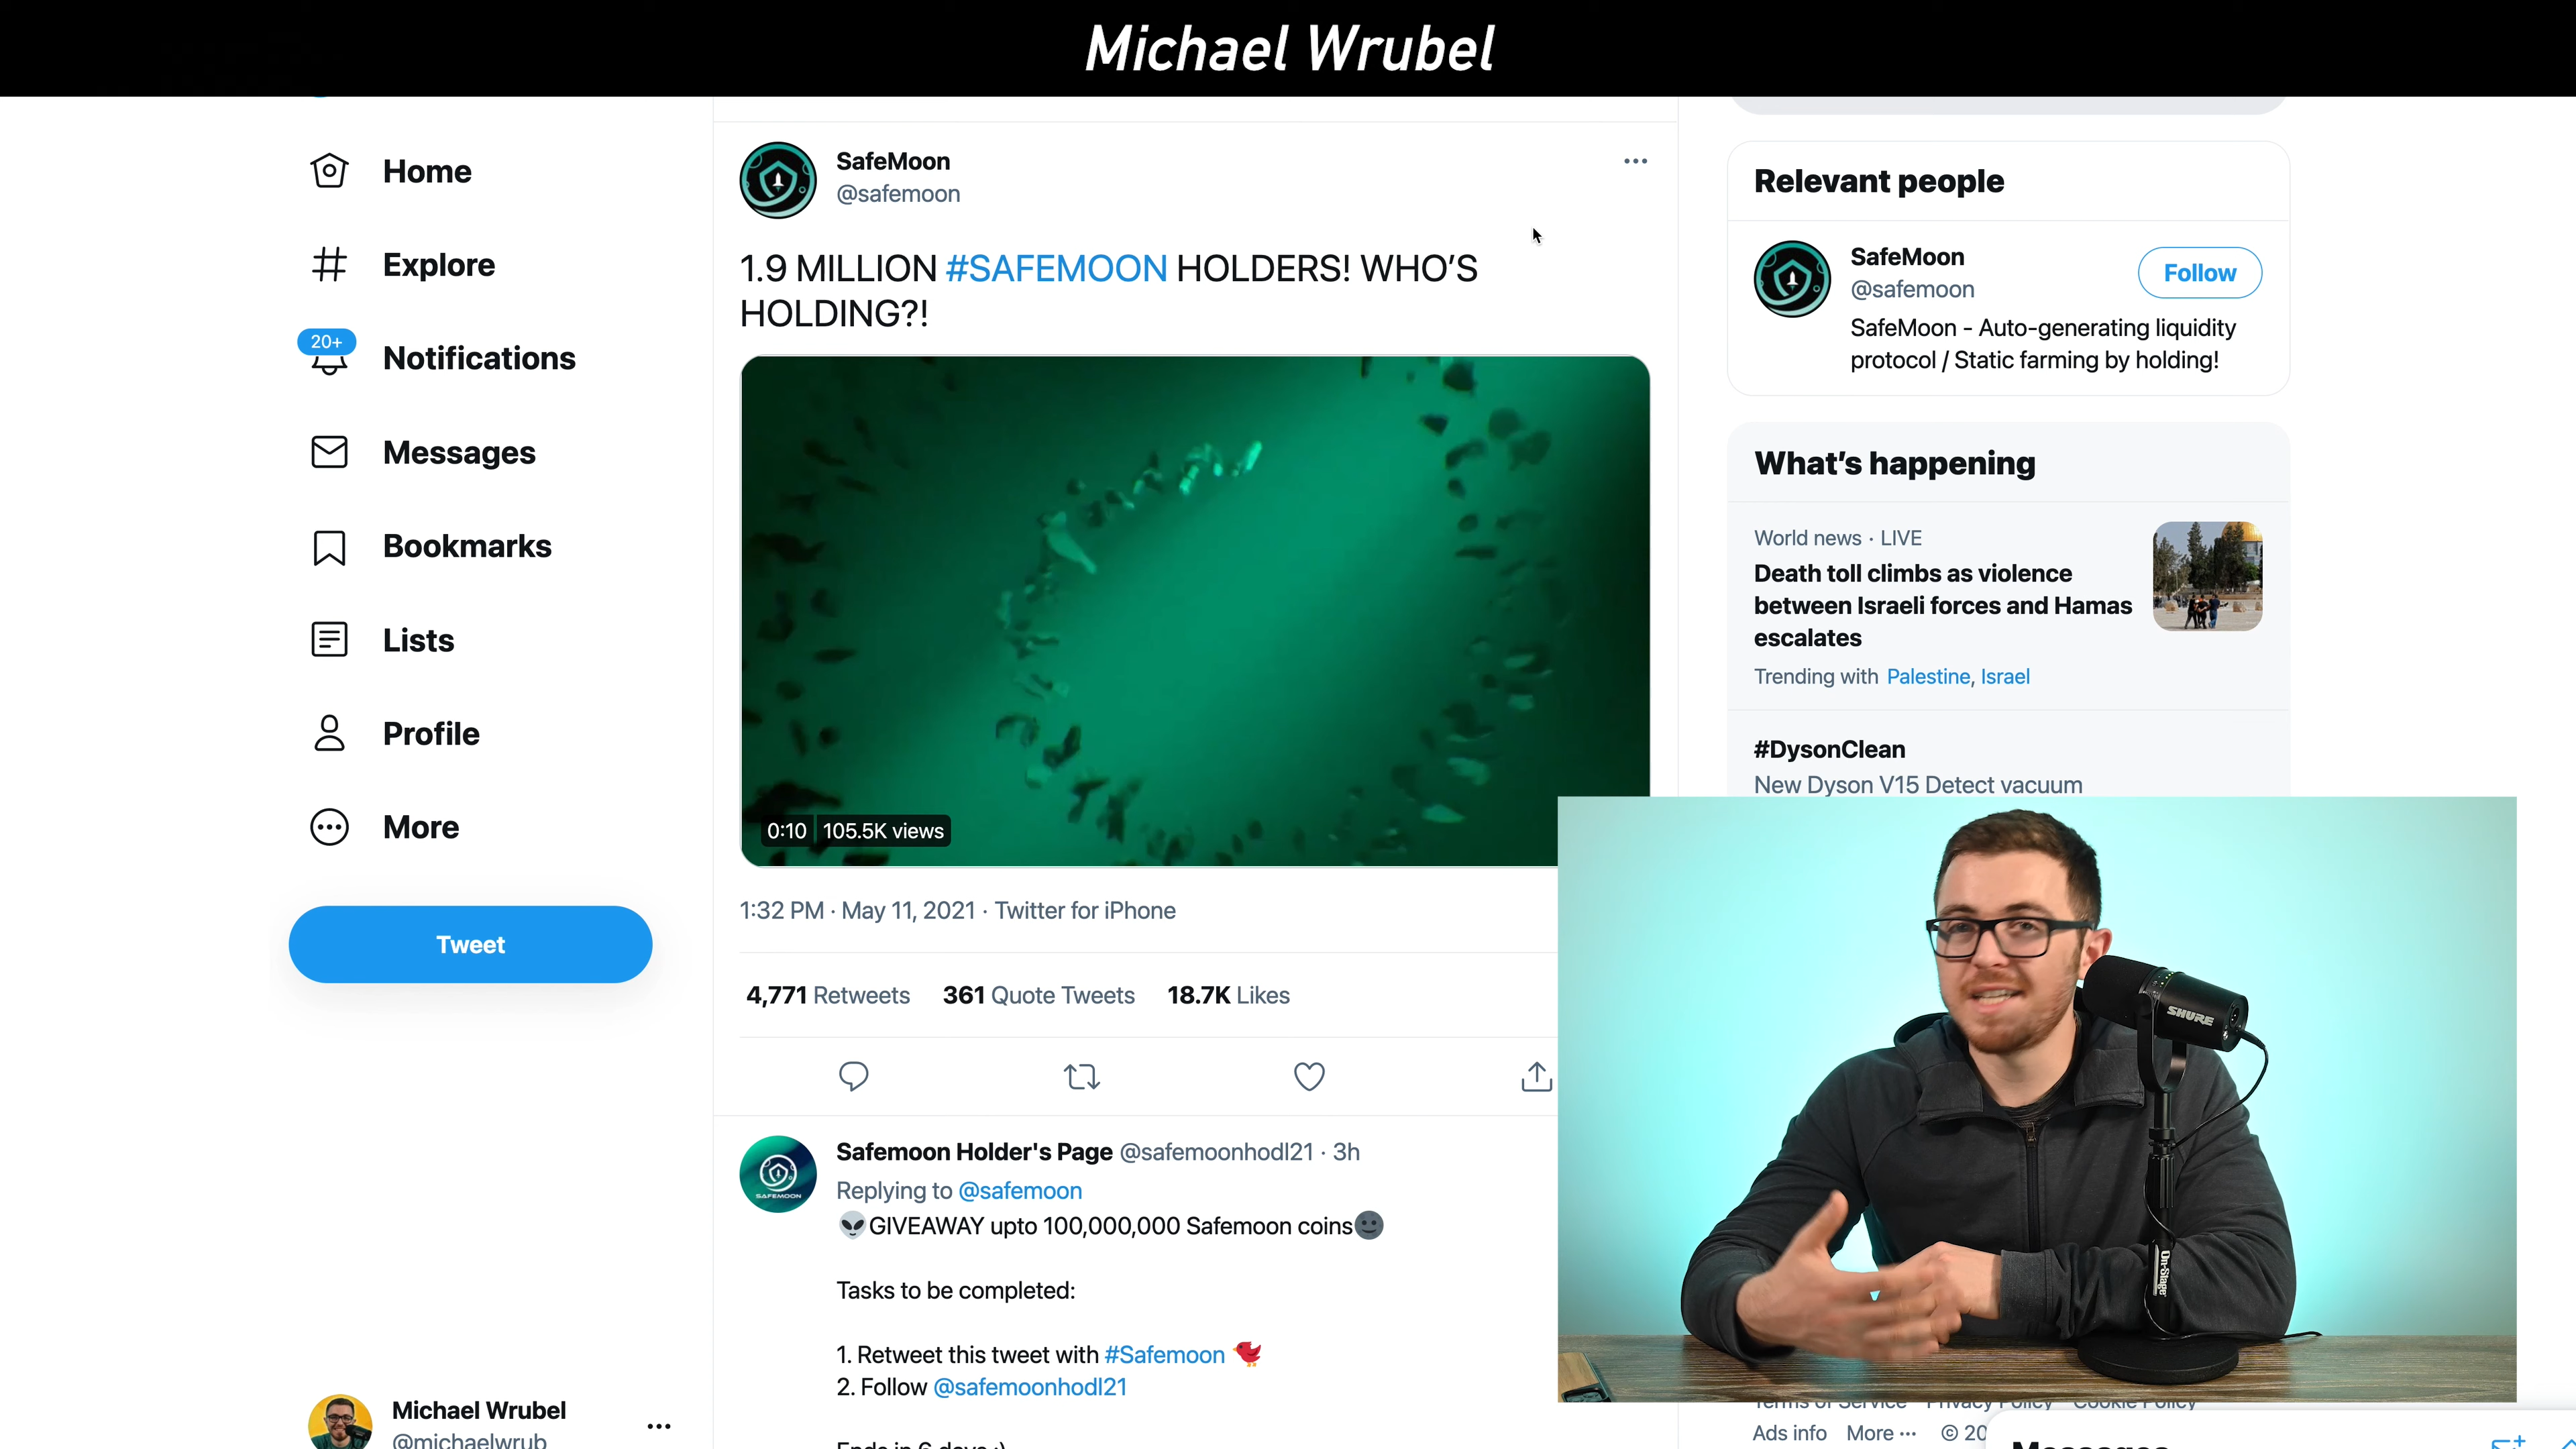 Michael Wrubel
Home
Explore
20+
Notifications
Messages
Bookmarks
Lists
Profile
More
Tweet
Michael Wrubel
@michaelwrub
SafeMoon
@safemoon
1.9 MILLION #SAFEMOON HOLDERS! WHO'S
HOLDING?!
0:10 105.5K views
1:32 PM · May 11, 2021 · Twitter for iPhone
4,771 Retweets 361 Quote Tweets 18.7K Likes
Safemoon Holder's Page @safemoonhodl21 · 3h
Replying to @safemoon
👽GIVEAWAY upto 100,000,000 Safemoon coins🌚
Tasks to be completed:
1. Retweet this tweet with #Safemoon
2. Follow @safemoonhodl21
Ends in 6 days :)
SAFEMOON
Relevant people
SafeMoon
@safemoon
Follow
SafeMoon - Auto-generating liquidity
protocol / Static farming by holding!
What's happening
World news · LIVE
Death toll climbs as violence
between Israeli forces and Hamas
escalates
Trending with Palestine, Israel
#DysonClean
New Dyson V15 Detect vacuum
SHURE
On-Stage
Terms of Service Privacy Policy Cookie Policy
Ads info More ··· © 20
Messages